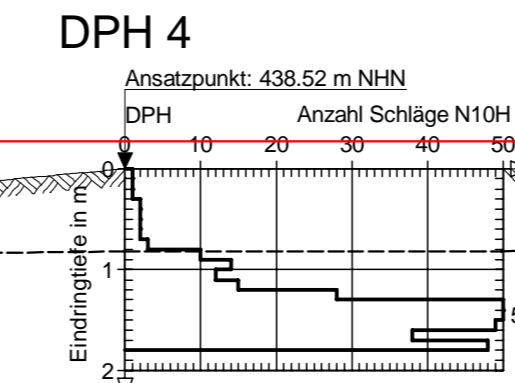 DPH 4
Ansatzpunkt: 438.52 m NHN
DPH Anzahl Schläge N10H
0 10 20 30 40 50
Eindringtiefe in m
0
1
2